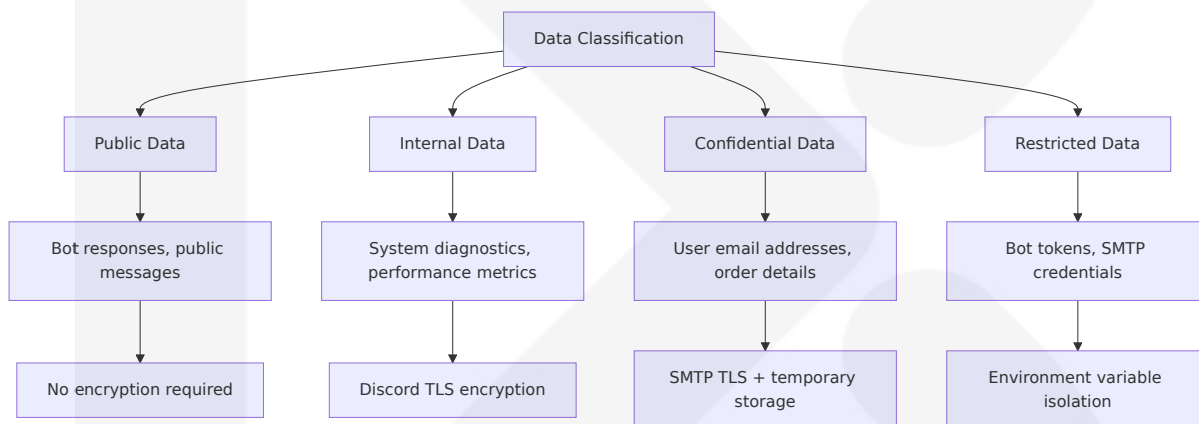 Data Classification
Public Data
Internal Data
Confidential Data
Restricted Data
Bot responses, public
messages
System diagnostics,
performance metrics
User email addresses,
order details
Bot tokens, SMTP
credentials
No encryption required
Discord TLS encryption
SMTP TLS + temporary
storage
Environment variable
isolation